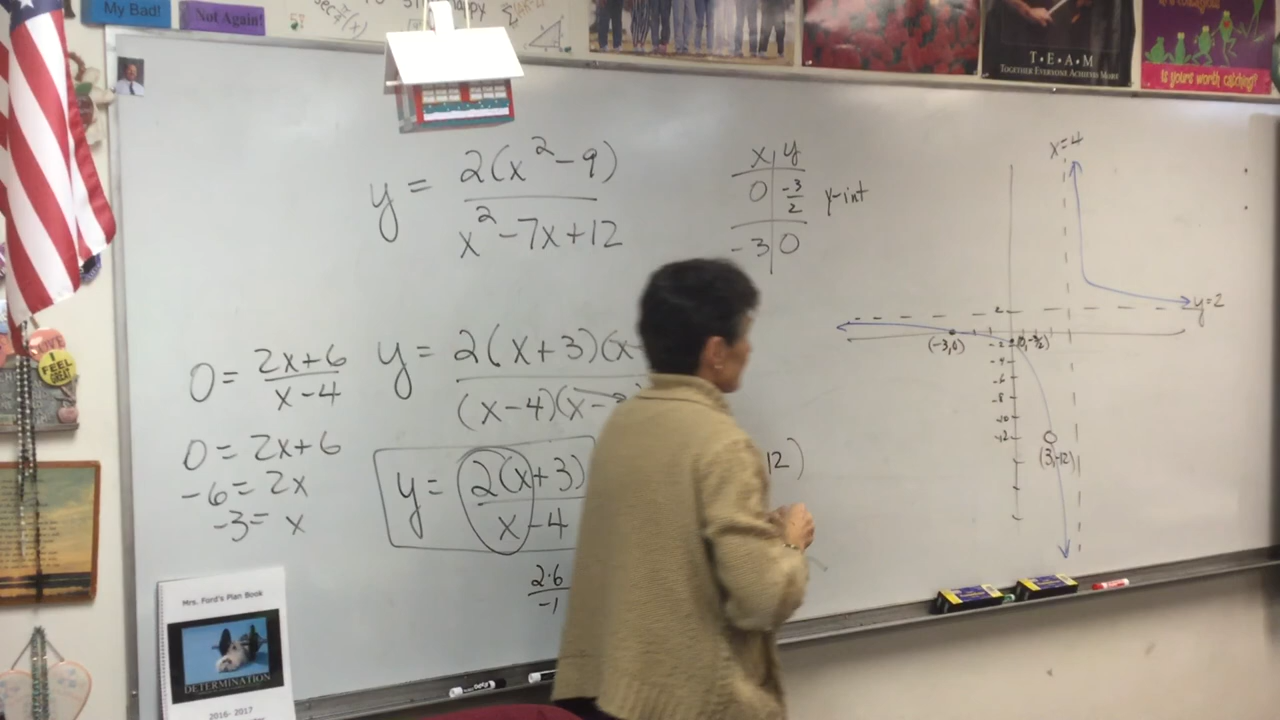 My Bad!
Not Again!
T·E·A·M
TOGETHER EVERYONE ACHIEVES MORE
is yours worth catching?
y = 2(x² - 9)
x² - 7x + 12
x y
0 -3/2 y-int
-3 0
x=4
y=2
2
(-3,0)
(0,-3/2)
-2
-4
-6
-8
-10
-12
(3,-12)
0 = 2x+6
x-4
y = 2(x+3)(x-
(x-4)(x-
0 = 2x+6
-6 = 2x
-3 = x
y = 2(x+3)
x-4
12)
2·6
-1
LOVE
I FEEL GREAT
Mrs. Ford's Plan Book
DETERMINATION
2016- 2017